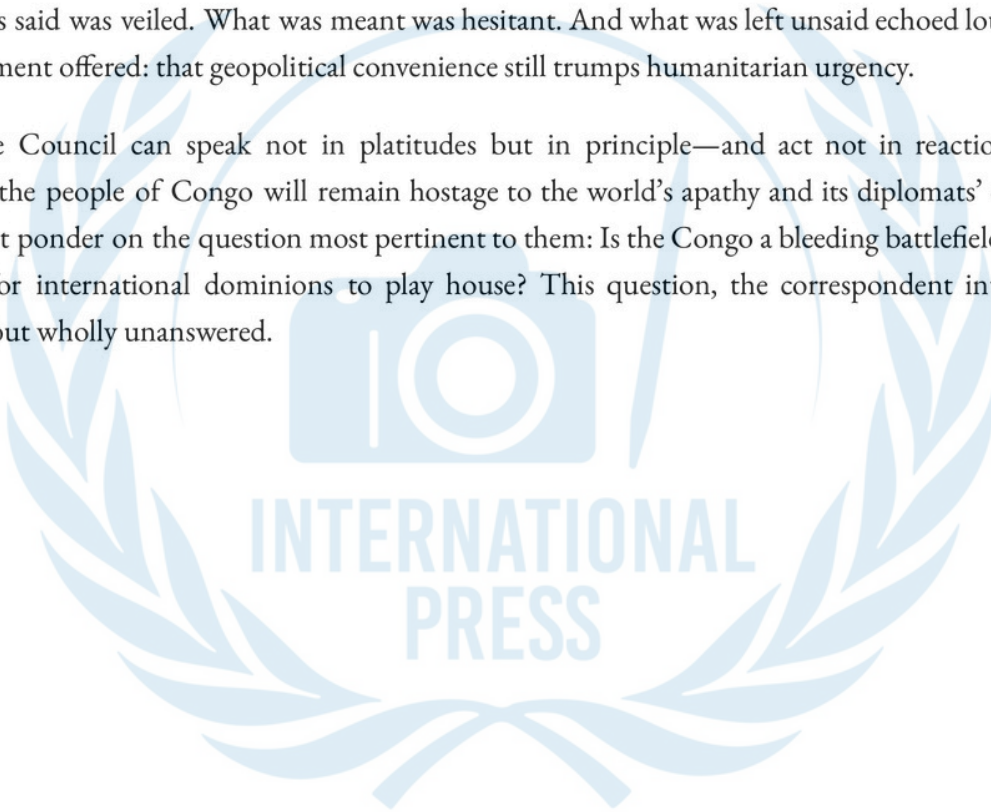 s said was veiled. What was meant was hesitant. And what was left unsaid echoed lou
ment offered: that geopolitical convenience still trumps humanitarian urgency.
e Council can speak not in platitudes but in principle—and act not in reactio
the people of Congo will remain hostage to the world's apathy and its diplomats'
t ponder on the question most pertinent to them: Is the Congo a bleeding battlefield
or international dominions to play house? This question, the correspondent in
out wholly unanswered.
INTERNATIONAL
PRESS